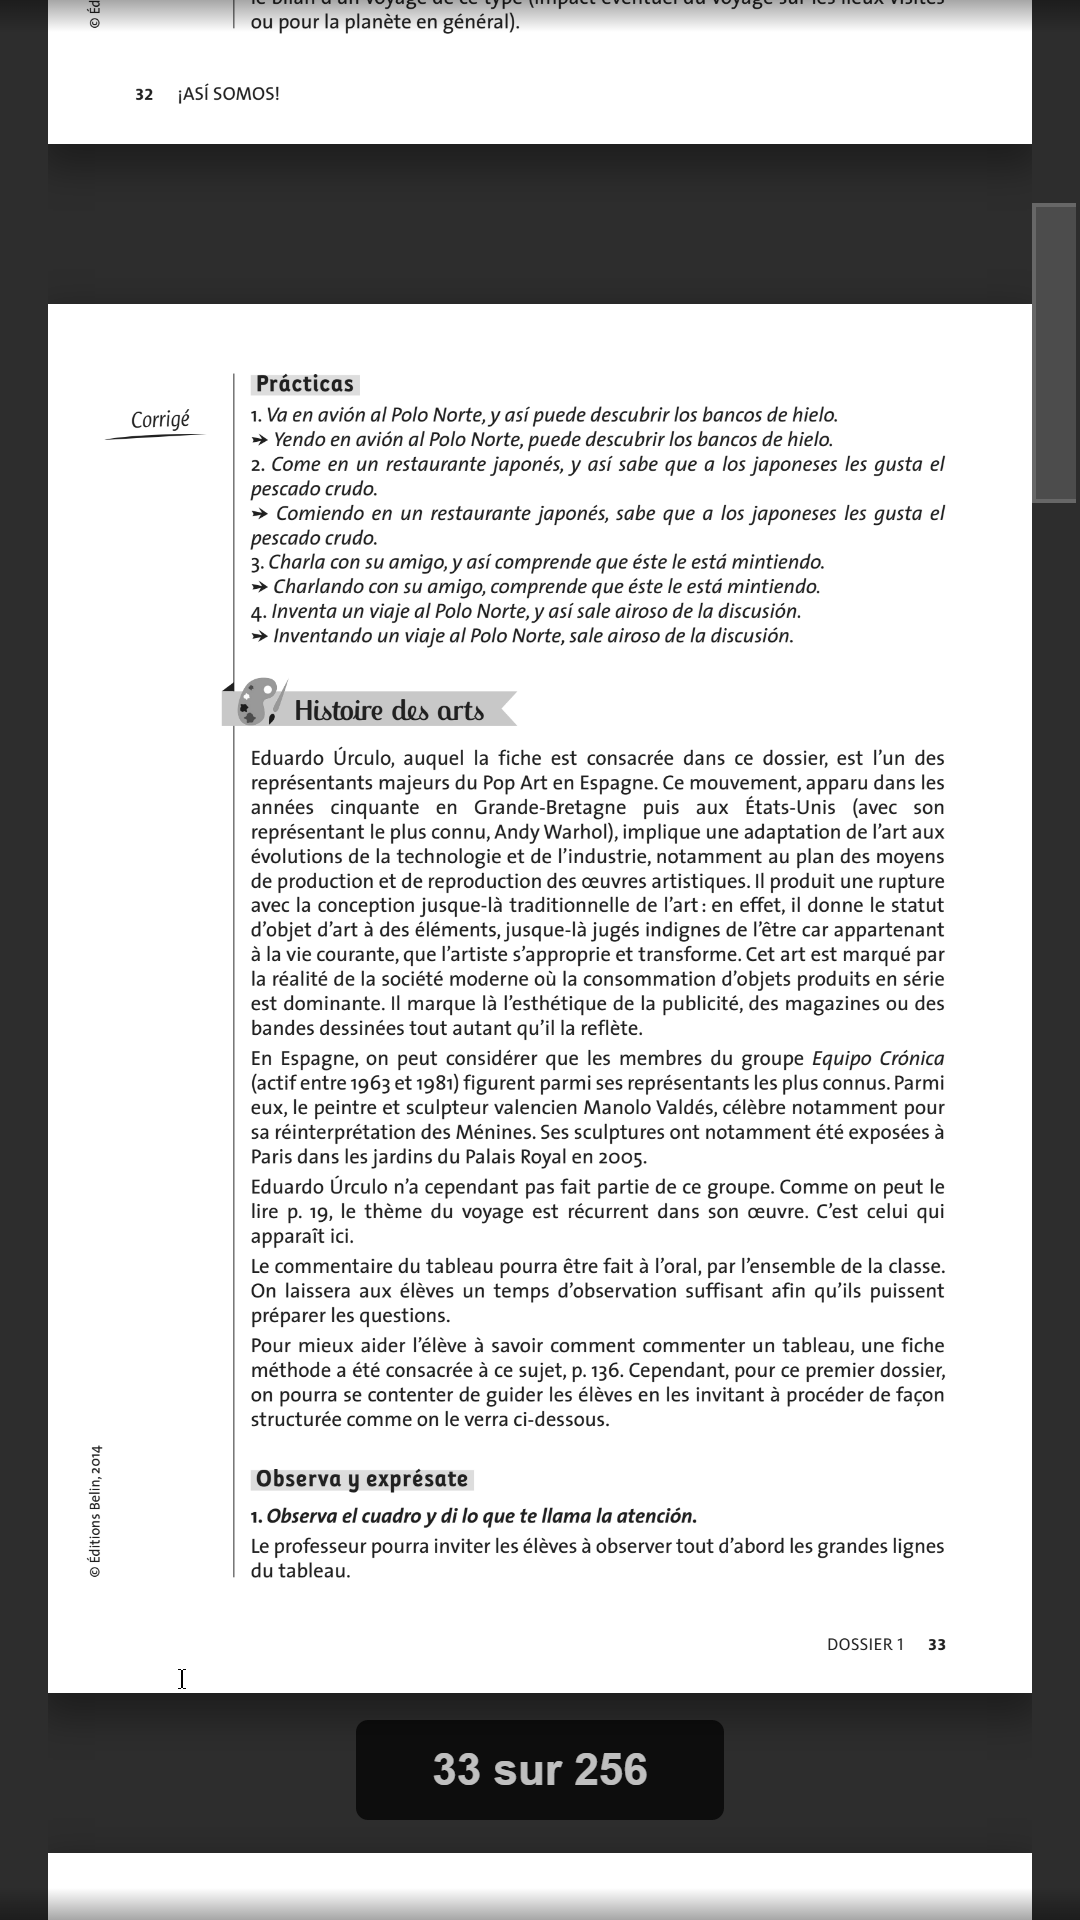 ou pour la planète en général).
32 ¡ASÍ SOMOS!
Prácticas
Corrigé
1. Va en avión al Polo Norte, y así puede descubrir los bancos de hielo.
➛ Yendo en avión al Polo Norte, puede descubrir los bancos de hielo.
2. Come en un restaurante japonés, y así sabe que a los japoneses les gusta el
pescado crudo.
➛ Comiendo en un restaurante japonés, sabe que a los japoneses les gusta el
pescado crudo.
3. Charla con su amigo, y así comprende que éste le está mintiendo.
➛ Charlando con su amigo, comprende que éste le está mintiendo.
4. Inventa un viaje al Polo Norte, y así sale airoso de la discusión.
➛ Inventando un viaje al Polo Norte, sale airoso de la discusión.
Histoire des arts
Eduardo Úrculo, auquel la fiche est consacrée dans ce dossier, est l'un des
représentants majeurs du Pop Art en Espagne. Ce mouvement, apparu dans les
années cinquante en Grande-Bretagne puis aux États-Unis (avec son
représentant le plus connu, Andy Warhol), implique une adaptation de l'art aux
évolutions de la technologie et de l'industrie, notamment au plan des moyens
de production et de reproduction des œuvres artistiques. Il produit une rupture
avec la conception jusque-là traditionnelle de l'art : en effet, il donne le statut
d'objet d'art à des éléments, jusque-là jugés indignes de l'être car appartenant
à la vie courante, que l'artiste s'approprie et transforme. Cet art est marqué par
la réalité de la société moderne où la consommation d'objets produits en série
est dominante. Il marque là l'esthétique de la publicité, des magazines ou des
bandes dessinées tout autant qu'il la reflète.
En Espagne, on peut considérer que les membres du groupe Equipo Crónica
(actif entre 1963 et 1981) figurent parmi ses représentants les plus connus. Parmi
eux, le peintre et sculpteur valencien Manolo Valdés, célèbre notamment pour
sa réinterprétation des Ménines. Ses sculptures ont notamment été exposées à
Paris dans les jardins du Palais Royal en 2005.
Eduardo Úrculo n'a cependant pas fait partie de ce groupe. Comme on peut le
lire p. 19, le thème du voyage est récurrent dans son œuvre. C'est celui qui
apparaît ici.
Le commentaire du tableau pourra être fait à l'oral, par l'ensemble de la classe.
On laissera aux élèves un temps d'observation suffisant afin qu'ils puissent
préparer les questions.
Pour mieux aider l'élève à savoir comment commenter un tableau, une fiche
méthode a été consacrée à ce sujet, p. 136. Cependant, pour ce premier dossier,
on pourra se contenter de guider les élèves en les invitant à procéder de façon
structurée comme on le verra ci-dessous.
Observa y exprésate
1. Observa el cuadro y di lo que te llama la atención.
Le professeur pourra inviter les élèves à observer tout d'abord les grandes lignes
du tableau.
© Éditions Belin, 2014
DOSSIER 1 33
33 sur 256